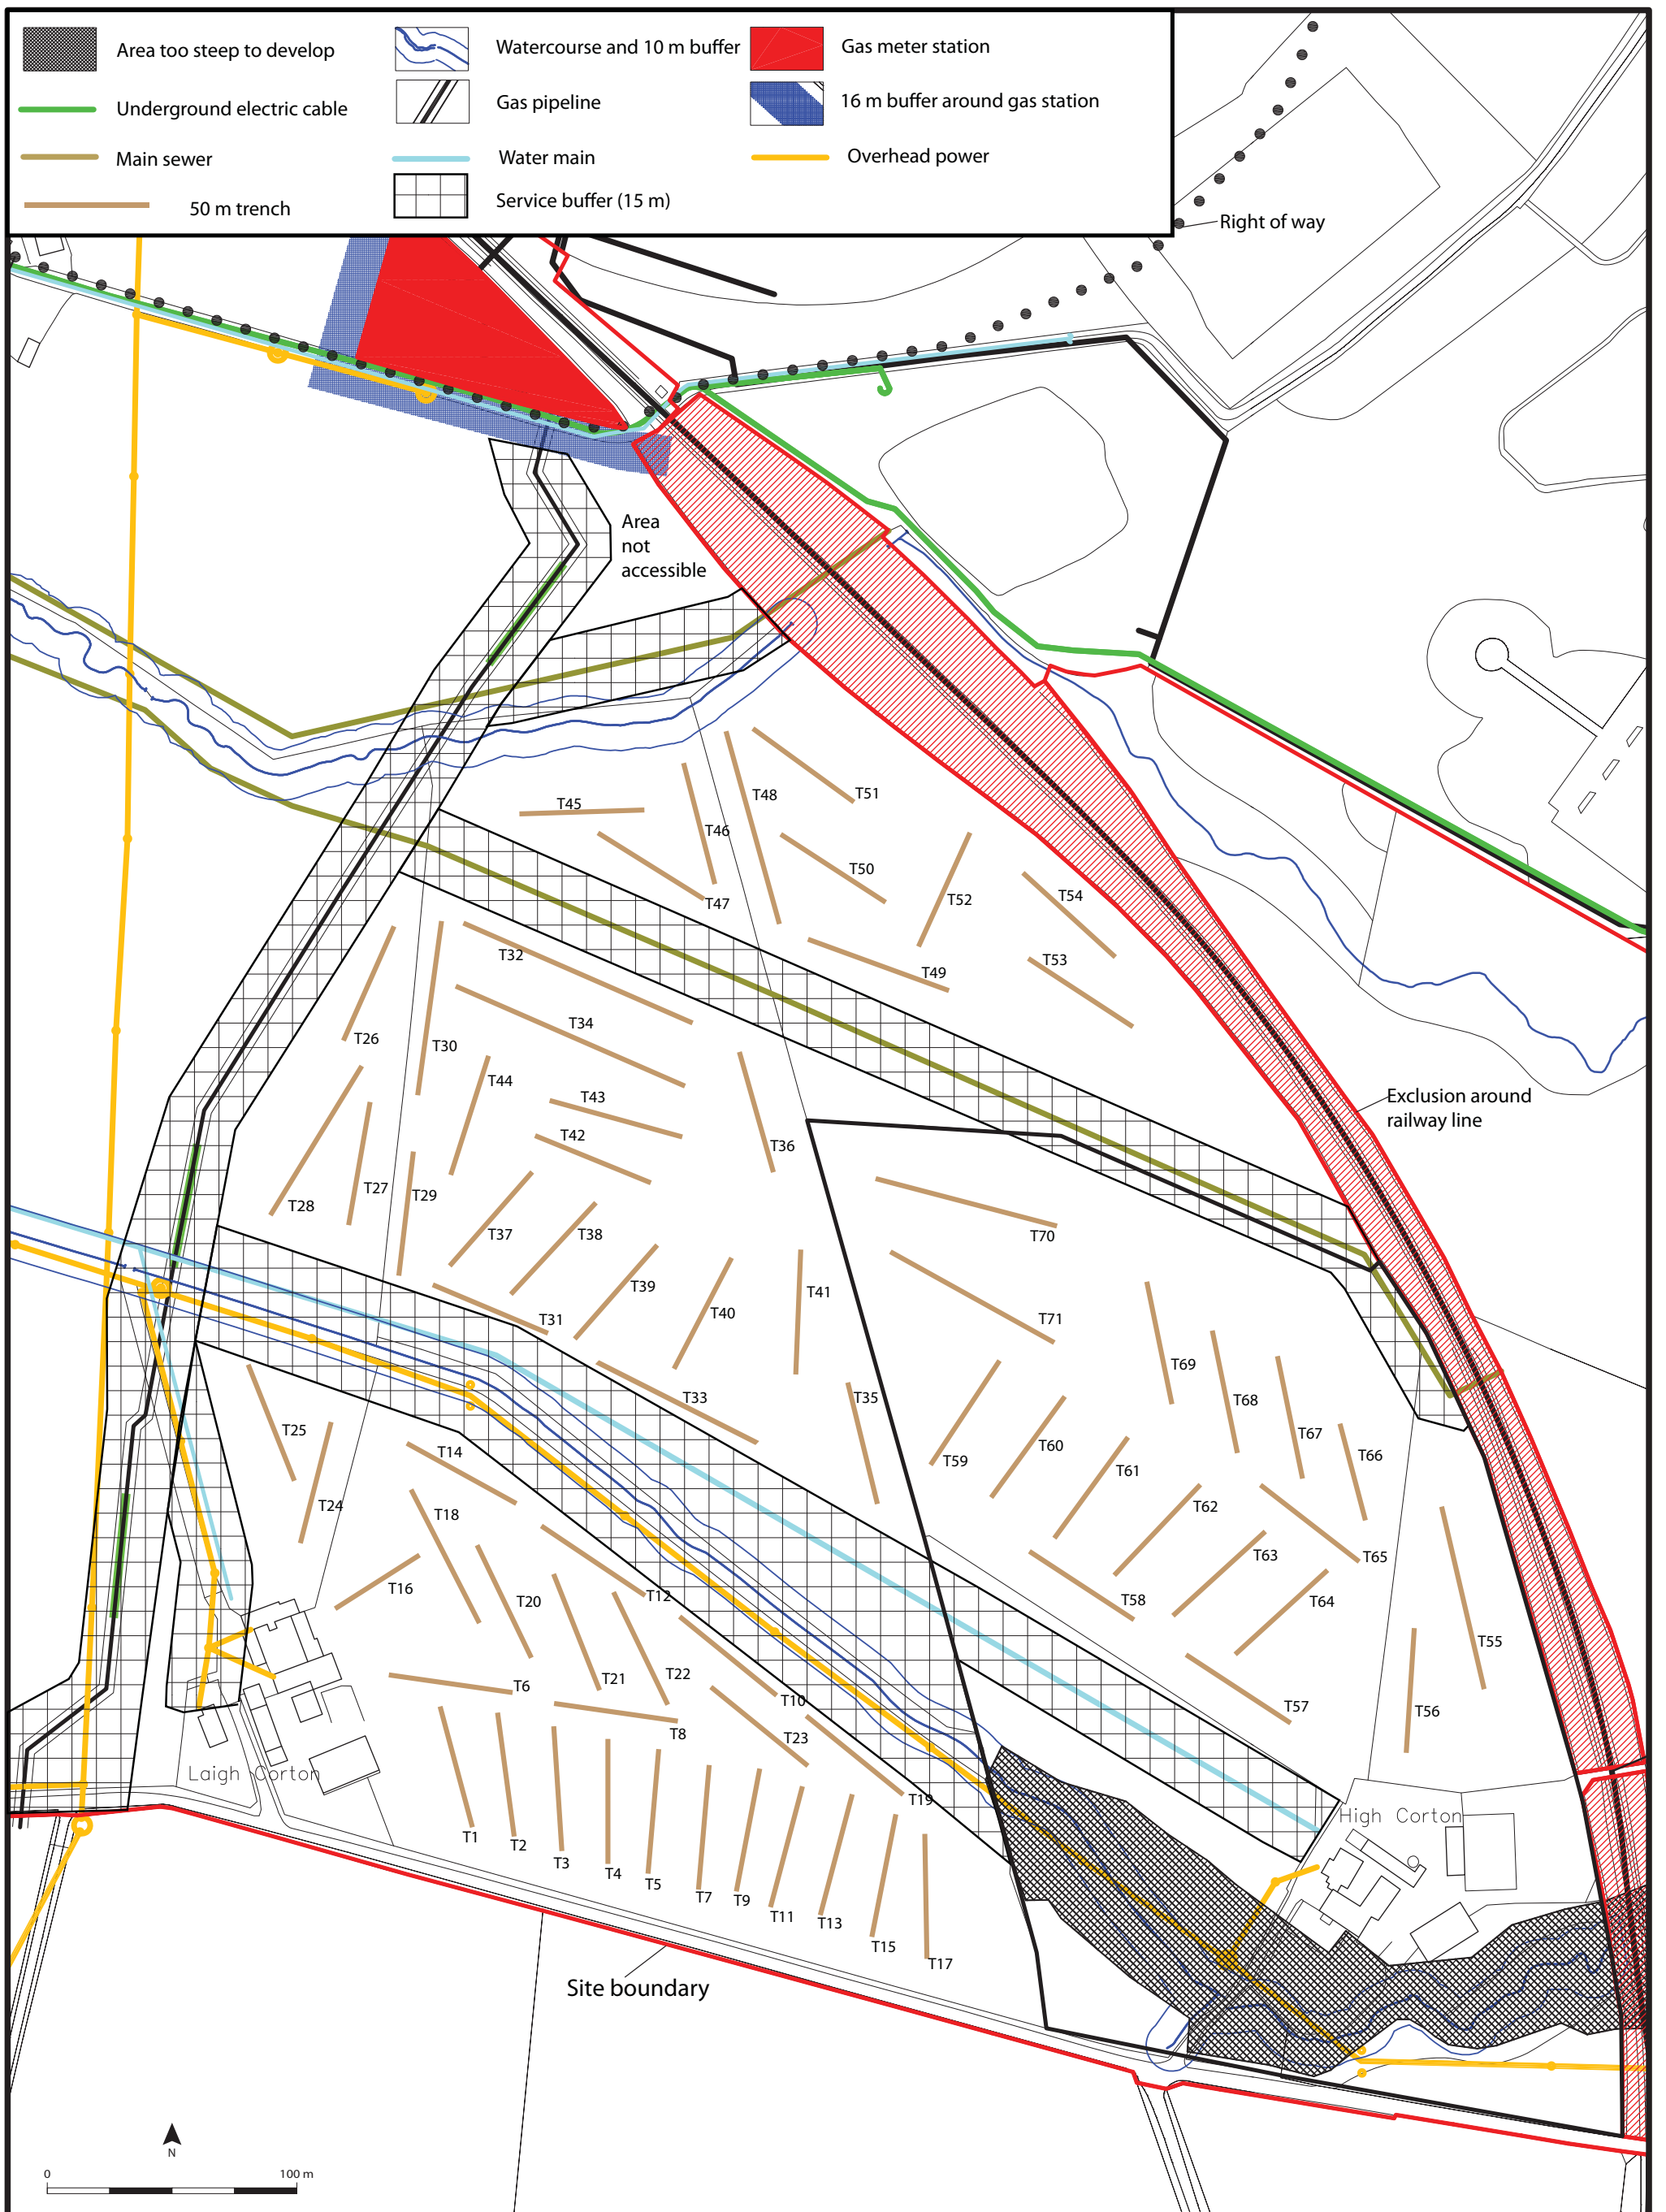 Area too steep to develop
Watercourse and 10 m buffer
Gas meter station
Underground electric cable
Gas pipeline
16 m buffer around gas station
Main sewer
Water main
Overhead power
50 m trench
Service buffer (15 m)
Right of way
Area
not
accessible
T51
T48
T45
T46
T50
T54
T47
T52
T32
T49
T53
T34
T26
T30
T44
T43
Exclusion around
railway line
T42
T36
T27
T29
T28
T37
T38
T70
T39
T41
T40
T31
T71
T69
T33
T35
T68
T25
T67
T14
T60
T66
T59
T61
T24
T18
T62
T63
T65
T16
T12
T20
T58
T64
T55
T21
T22
T6
T10
T57
T56
T8
T23
Laigh Corton
T19
High Corton
T1
T2
T3
T4
T5
T7
T9
T11
T13
T15
T17
Site boundary
N
0
100 m